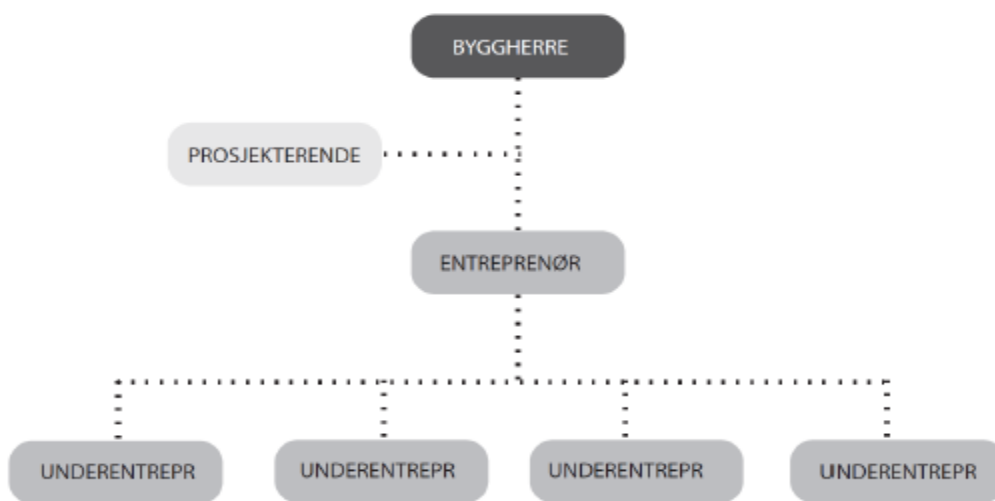 BYGGHERRE
PROSJEKTERENDE
ENTREPRENØR
UNDERENTREPR
UNDERENTREPR
UNDERENTREPR
UNDERENTREPR